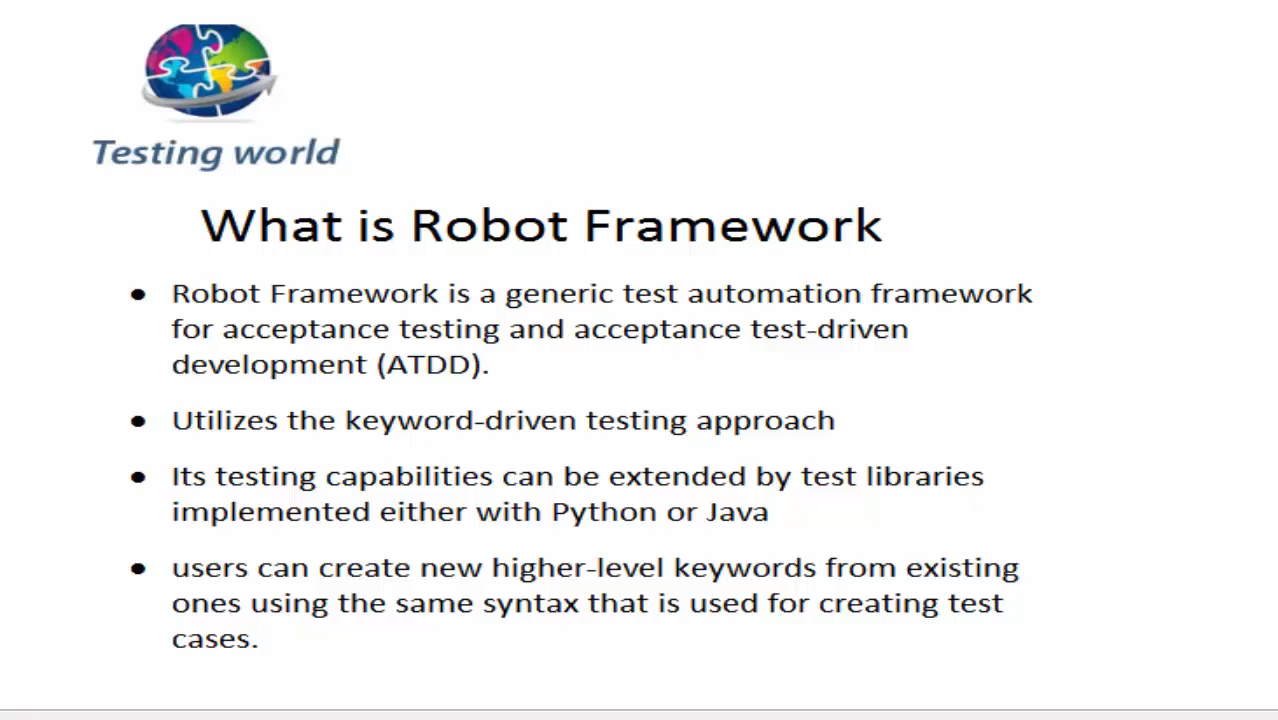 Testing world
What is Robot Framework
● Robot Framework is a generic test automation framework
for acceptance testing and acceptance test-driven
development (ATDD).
● Utilizes the keyword-driven testing approach
● Its testing capabilities can be extended by test libraries
implemented either with Python or Java
● users can create new higher-level keywords from existing
ones using the same syntax that is used for creating test
cases.